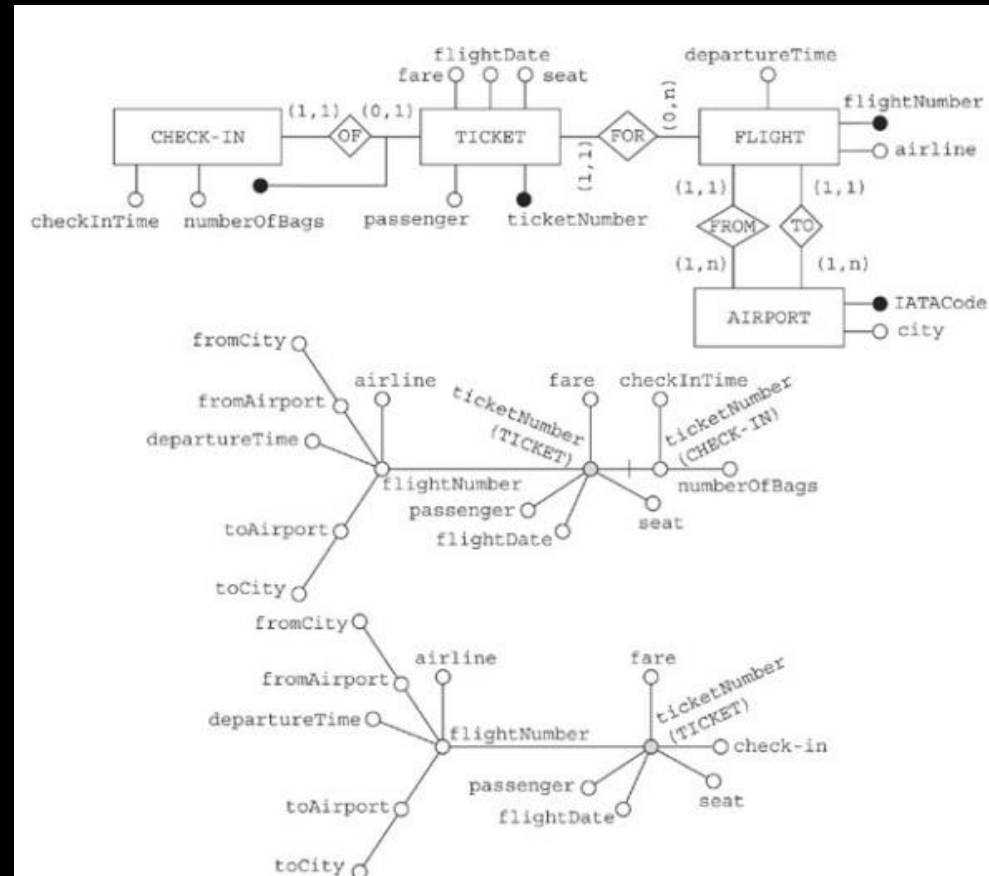 flightDate
departureTime
fare
seat
flightNumber
(1,1)
(0,1)
(0,n)
CHECK-IN
OF
TICKET
FOR
FLIGHT
airline
(1,1)
(1,1)
(1,1)
checkInTime
numberOfBags
passenger
ticketNumber
FROM
TO
(1,n)
(1,n)
IATACode
AIRPORT
city
fromCity
airline
fare
checkInTime
fromAirport
ticketNumber
(TICKET)
ticketNumber
(CHECK-IN)
departureTime
flightNumber
numberOfBags
passenger
seat
toAirport
flightDate
toCity
fromCity
airline
fare
fromAirport
ticketNumber
(TICKET)
departureTime
flightNumber
check-in
passenger
seat
toAirport
flightDate
toCity